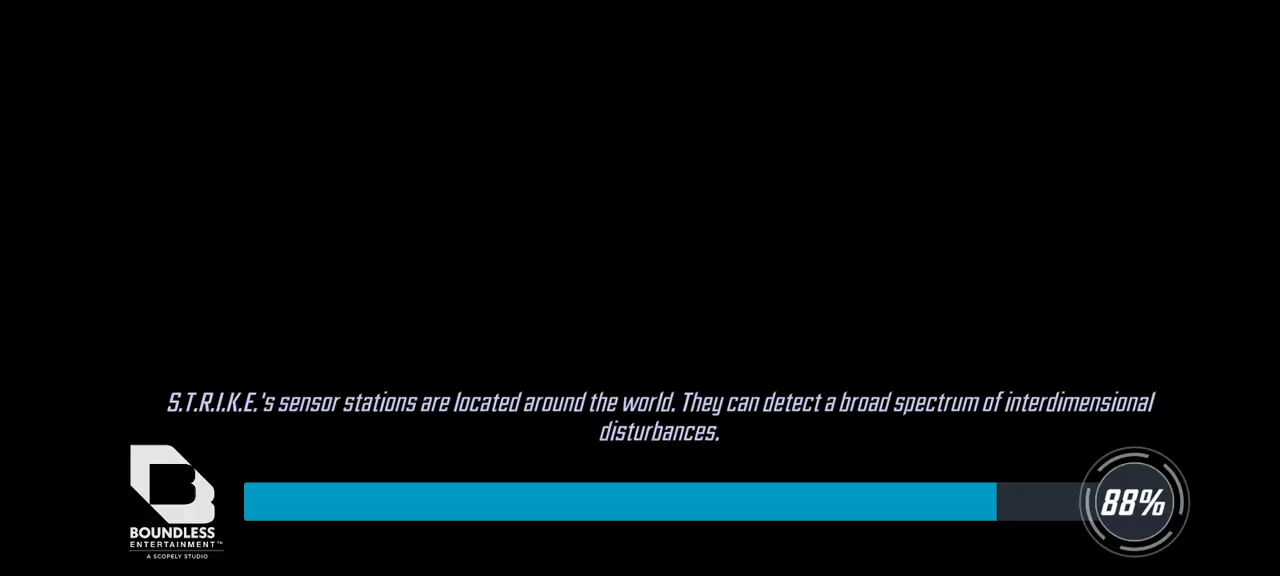 S.T.R.I.K.E.'s sensor stations are located around the world. They can detect a broad spectrum of interdimensional
disturbances.
88%
BOUNDLESS
ENTERTAINMENT™
A SCOPELY STUDIO